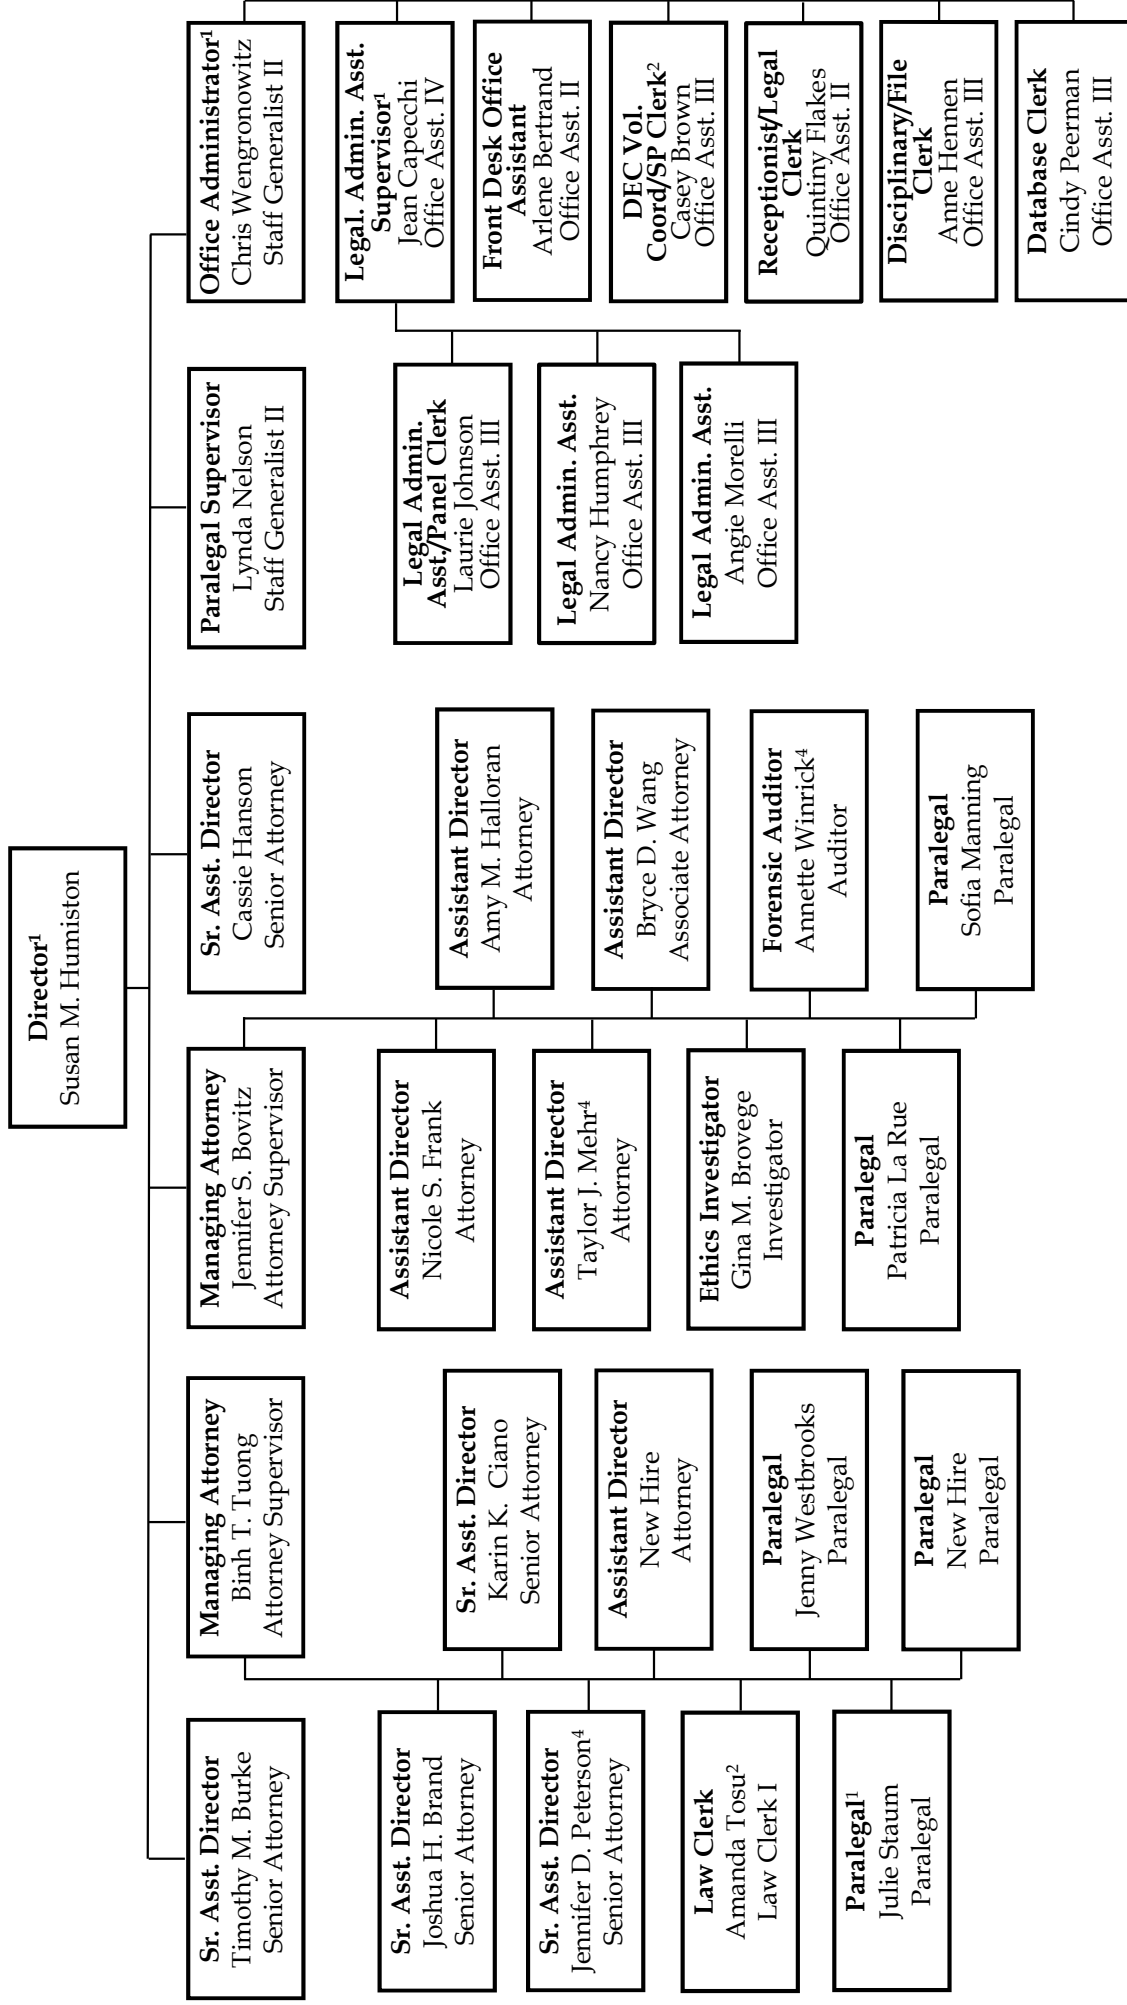 Director¹
Susan M. Humiston
Sr. Asst. Director
Timothy M. Burke
Senior Attorney
Managing Attorney
Binh T. Tuong
Attorney Supervisor
Managing Attorney
Jennifer S. Bovitz
Attorney Supervisor
Sr. Asst. Director
Cassie Hanson
Senior Attorney
Paralegal Supervisor
Lynda Nelson
Staff Generalist II
Office Administrator¹
Chris Wengronowitz
Staff Generalist II
Sr. Asst. Director
Joshua H. Brand
Senior Attorney
Sr. Asst. Director
Jennifer D. Peterson⁴
Senior Attorney
Law Clerk
Amanda Tosu²
Law Clerk I
Paralegal¹
Julie Staum
Paralegal
Sr. Asst. Director
Karin K. Ciano
Senior Attorney
Assistant Director
New Hire
Attorney
Paralegal
Jenny Westbrooks
Paralegal
Paralegal
New Hire
Paralegal
Assistant Director
Nicole S. Frank
Attorney
Assistant Director
Taylor J. Mehr⁴
Attorney
Ethics Investigator
Gina M. Brovege
Investigator
Paralegal
Patricia La Rue
Paralegal
Assistant Director
Amy M. Halloran
Attorney
Assistant Director
Bryce D. Wang
Associate Attorney
Forensic Auditor
Annette Winrick⁴
Auditor
Paralegal
Sofia Manning
Paralegal
Legal Admin.
Asst./Panel Clerk
Laurie Johnson
Office Asst. III
Legal Admin. Asst.
Nancy Humphrey
Office Asst. III
Legal Admin. Asst.
Angie Morelli
Office Asst. III
Legal. Admin. Asst.
Supervisor¹
Jean Capecchi
Office Asst. IV
Front Desk Office
Assistant
Arlene Bertrand
Office Asst. II
DEC Vol.
Coord/SP Clerk²
Casey Brown
Office Asst. III
Receptionist/Legal
Clerk
Quintiny Flakes
Office Asst. II
Disciplinary/File
Clerk
Anne Hennen
Office Asst. III
Database Clerk
Cindy Peerman
Office Asst. III